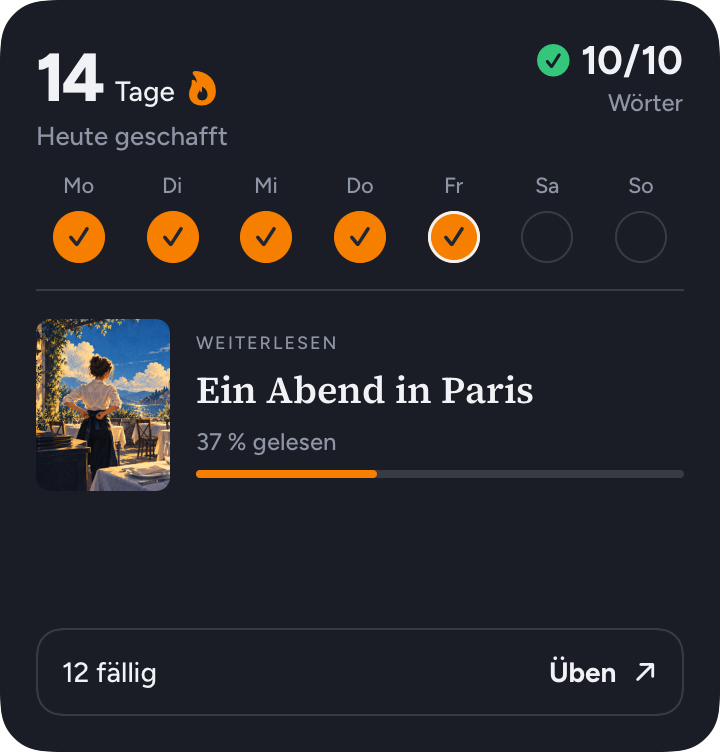 14 Tage
10/10
Wörter
Heute geschafft
Mo Di Mi Do Fr Sa So
WEITERLESEN
Ein Abend in Paris
37 % gelesen
12 fällig
Üben